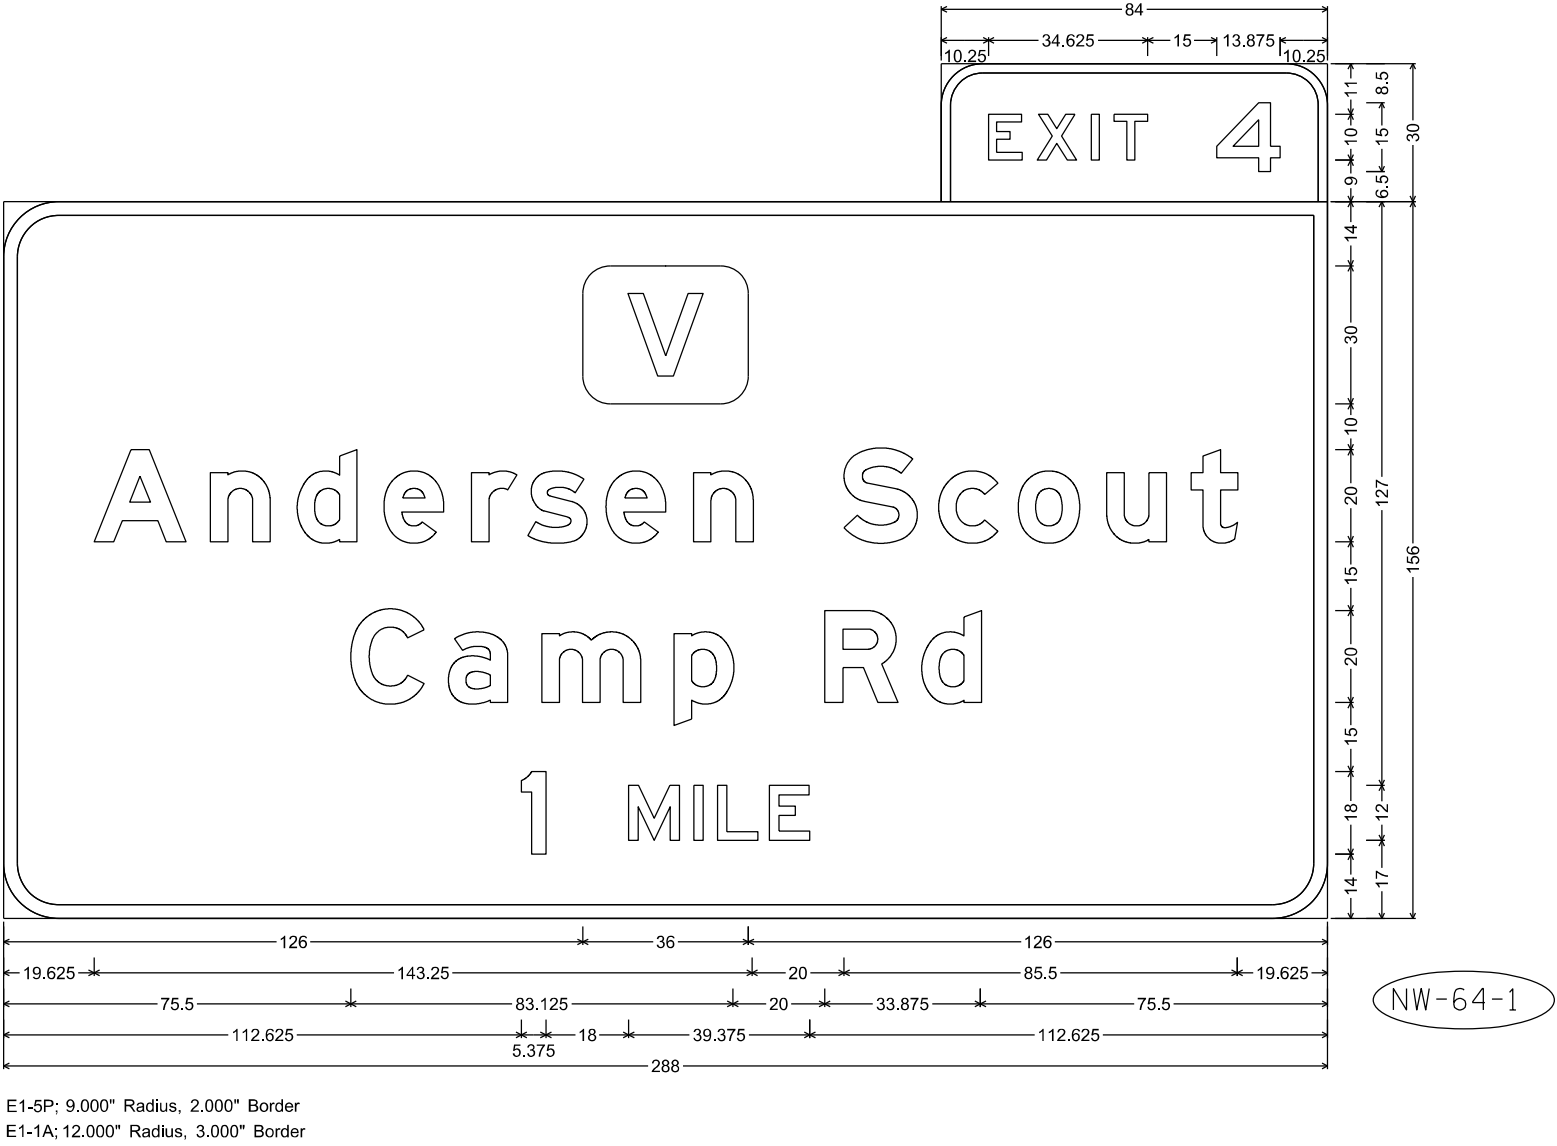 84
34.625 15 13.875
10.25 10.25
EXIT 4
11 10 9
8.5 15 6.5
30
V
Andersen Scout
Camp Rd
1 MILE
14 30 10 20 15 20 15 18 14
127 12 17
156
126 36 126
19.625 143.25 20 85.5 19.625
75.5 83.125 20 33.875 75.5
112.625 18 39.375 112.625
5.375
288
NW-64-1
E1-5P; 9.000" Radius, 2.000" Border
E1-1A; 12.000" Radius, 3.000" Border